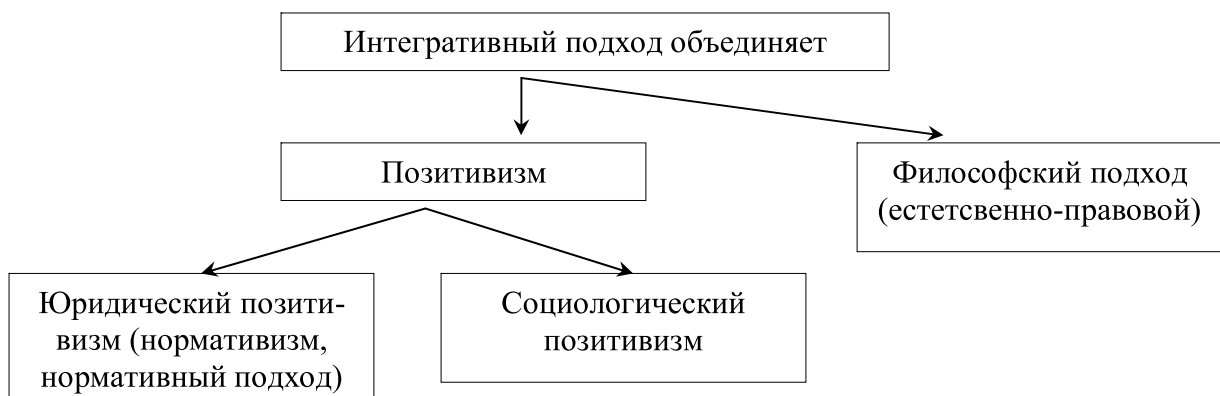 Интегративный подход объединяет
Позитивизм
Философский подход
(естетсвенно-правовой)
Юридический позити-
визм (нормативизм,
нормативный подход)
Социологический
позитивизм